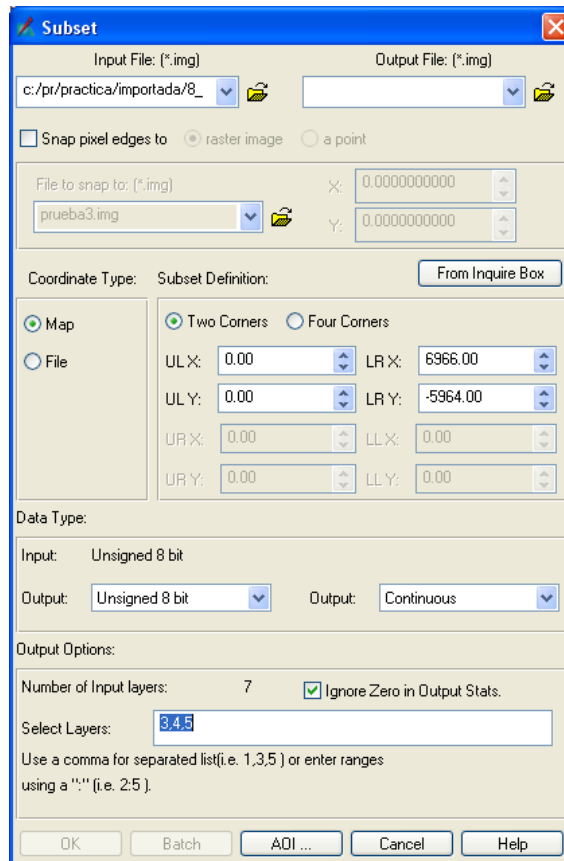 Subset
Input File: (*.img) Output File: (*.img)
c:/pr/practica/importada/8_
Snap pixel edges to raster image a point
File to snap to: (*.img) X: 0.0000000000
prueba3.img Y: 0.0000000000
Coordinate Type: Subset Definition: From Inquire Box
Map Two Corners Four Corners
File UL X: 0.00 LR X: 6966.00
UL Y: 0.00 LR Y: -5964.00
UR X: 0.00 LL X: 0.00
UR Y: 0.00 LL Y: 0.00
Data Type:
Input: Unsigned 8 bit
Output: Unsigned 8 bit Output: Continuous
Output Options:
Number of Input layers: 7 Ignore Zero in Output Stats.
Select Layers: 3,4,5
Use a comma for separated list(i.e. 1,3,5 ) or enter ranges
using a ":" (i.e. 2:5 ).
OK Batch AOI ... Cancel Help